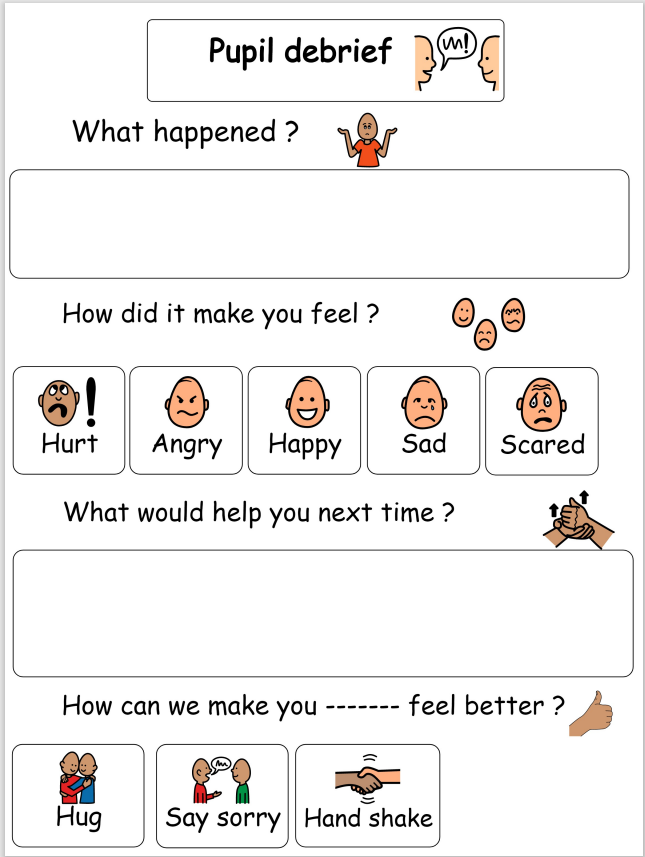 Pupil debrief
What happened ?
How did it make you feel ?
Hurt Angry Happy Sad Scared
What would help you next time ?
How can we make you ------- feel better ?
Hug Say sorry Hand shake